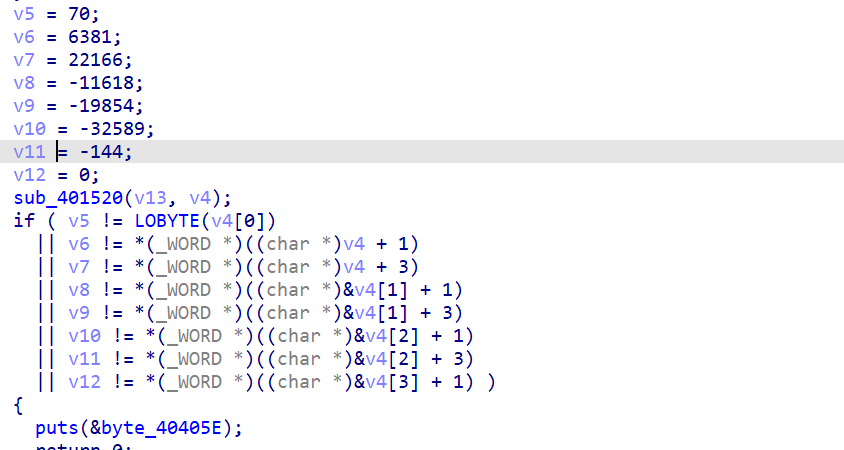 v5 = 70;
v6 = 6381;
v7 = 22166;
v8 = -11618;
v9 = -19854;
v10 = -32589;
v11 = -144;
v12 = 0;
sub_401520(v13, v4);
if ( v5 != LOBYTE(v4[0])
|| v6 != *(_WORD *)((char *)v4 + 1)
|| v7 != *(_WORD *)((char *)v4 + 3)
|| v8 != *(_WORD *)((char *)&v4[1] + 1)
|| v9 != *(_WORD *)((char *)&v4[1] + 3)
|| v10 != *(_WORD *)((char *)&v4[2] + 1)
|| v11 != *(_WORD *)((char *)&v4[2] + 3)
|| v12 != *(_WORD *)((char *)&v4[3] + 1) )
{
puts(&byte_40405E);
return 0;